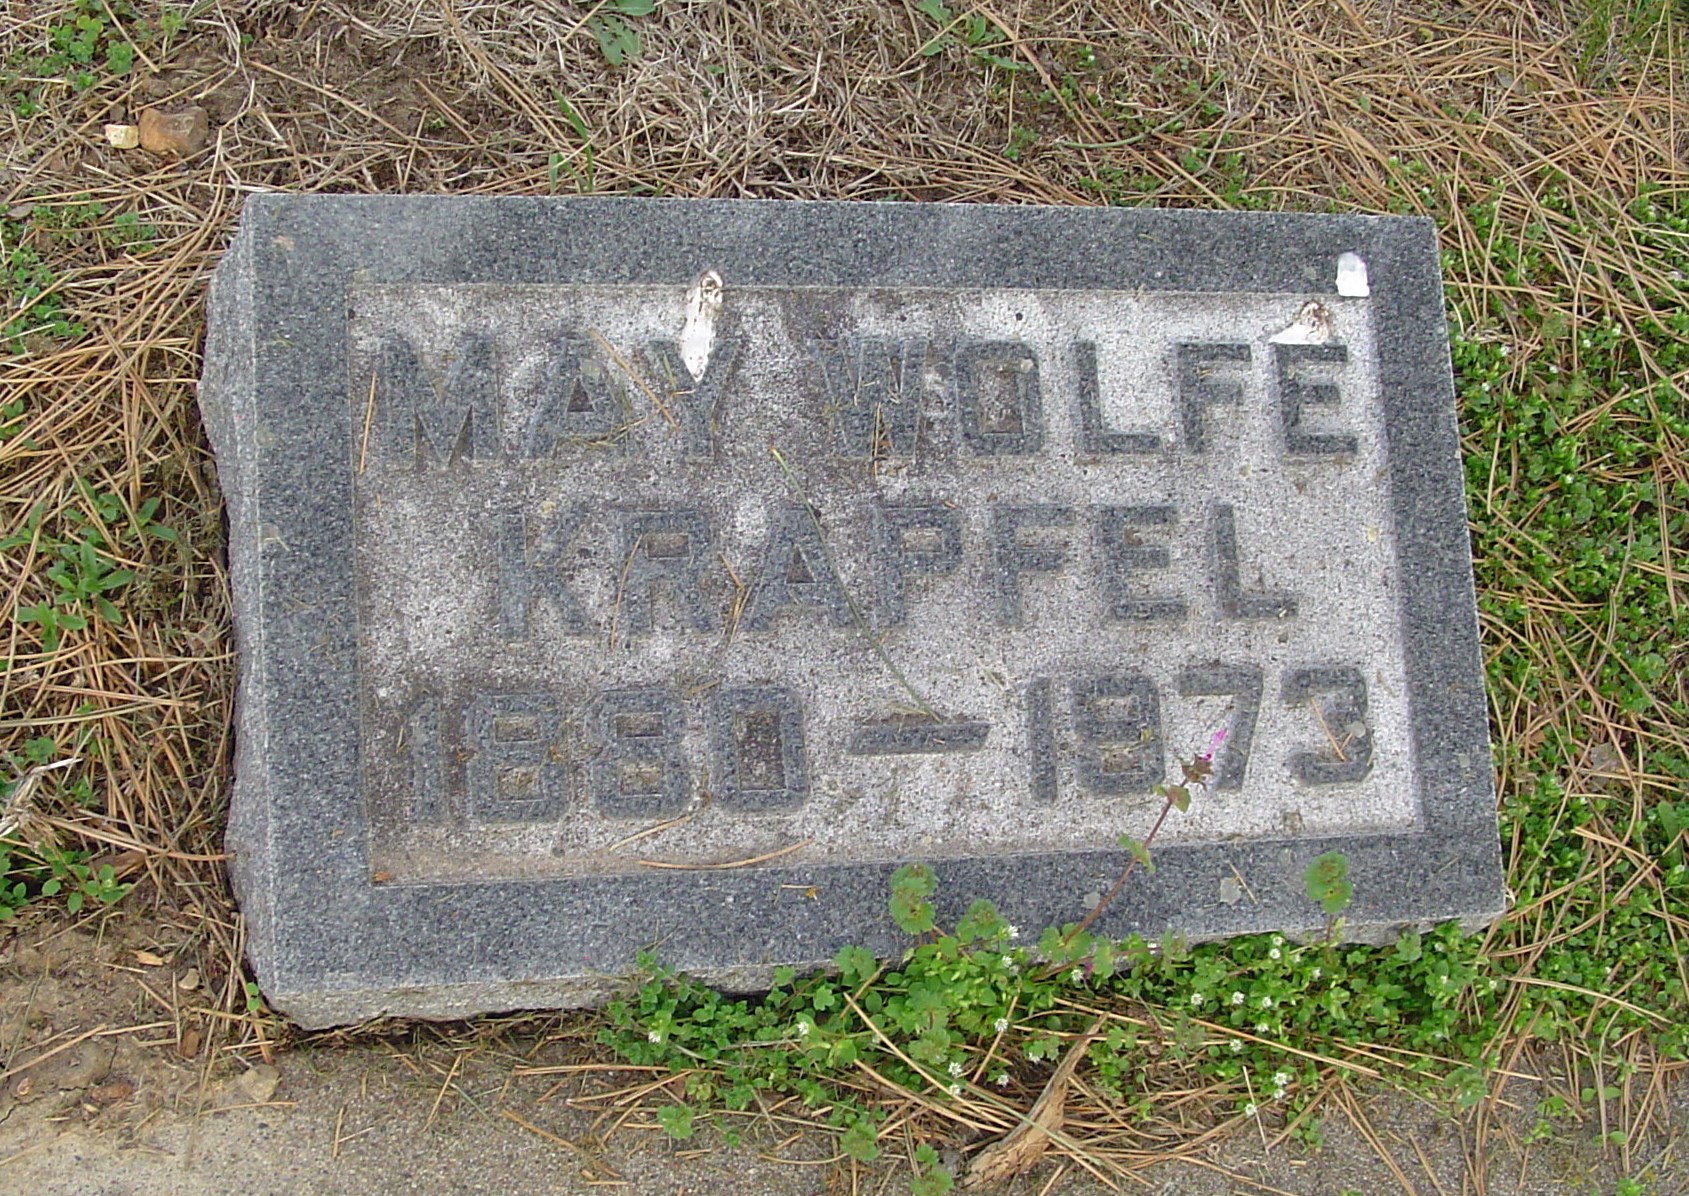 MAY WOLFE
KRAPFEL
1880 — 1973